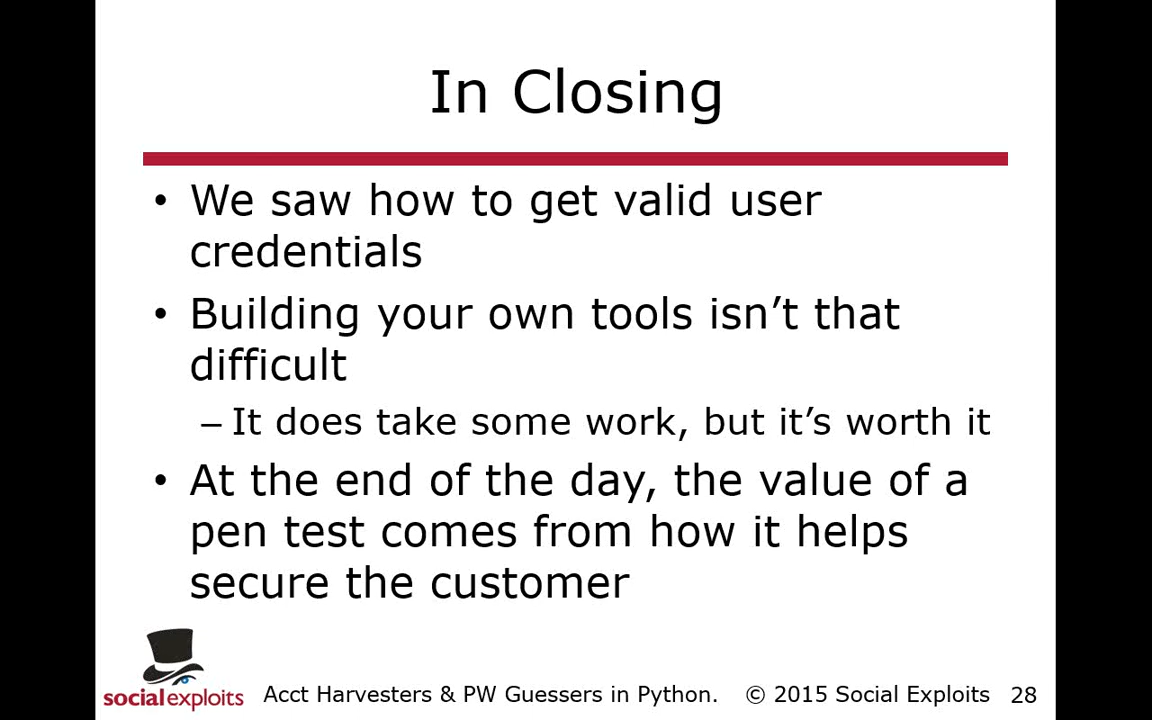 In Closing
• We saw how to get valid user
credentials
• Building your own tools isn’t that
difficult
– It does take some work, but it’s worth it
• At the end of the day, the value of a
pen test comes from how it helps
secure the customer
socialexploits
Acct Harvesters & PW Guessers in Python. © 2015 Social Exploits 28